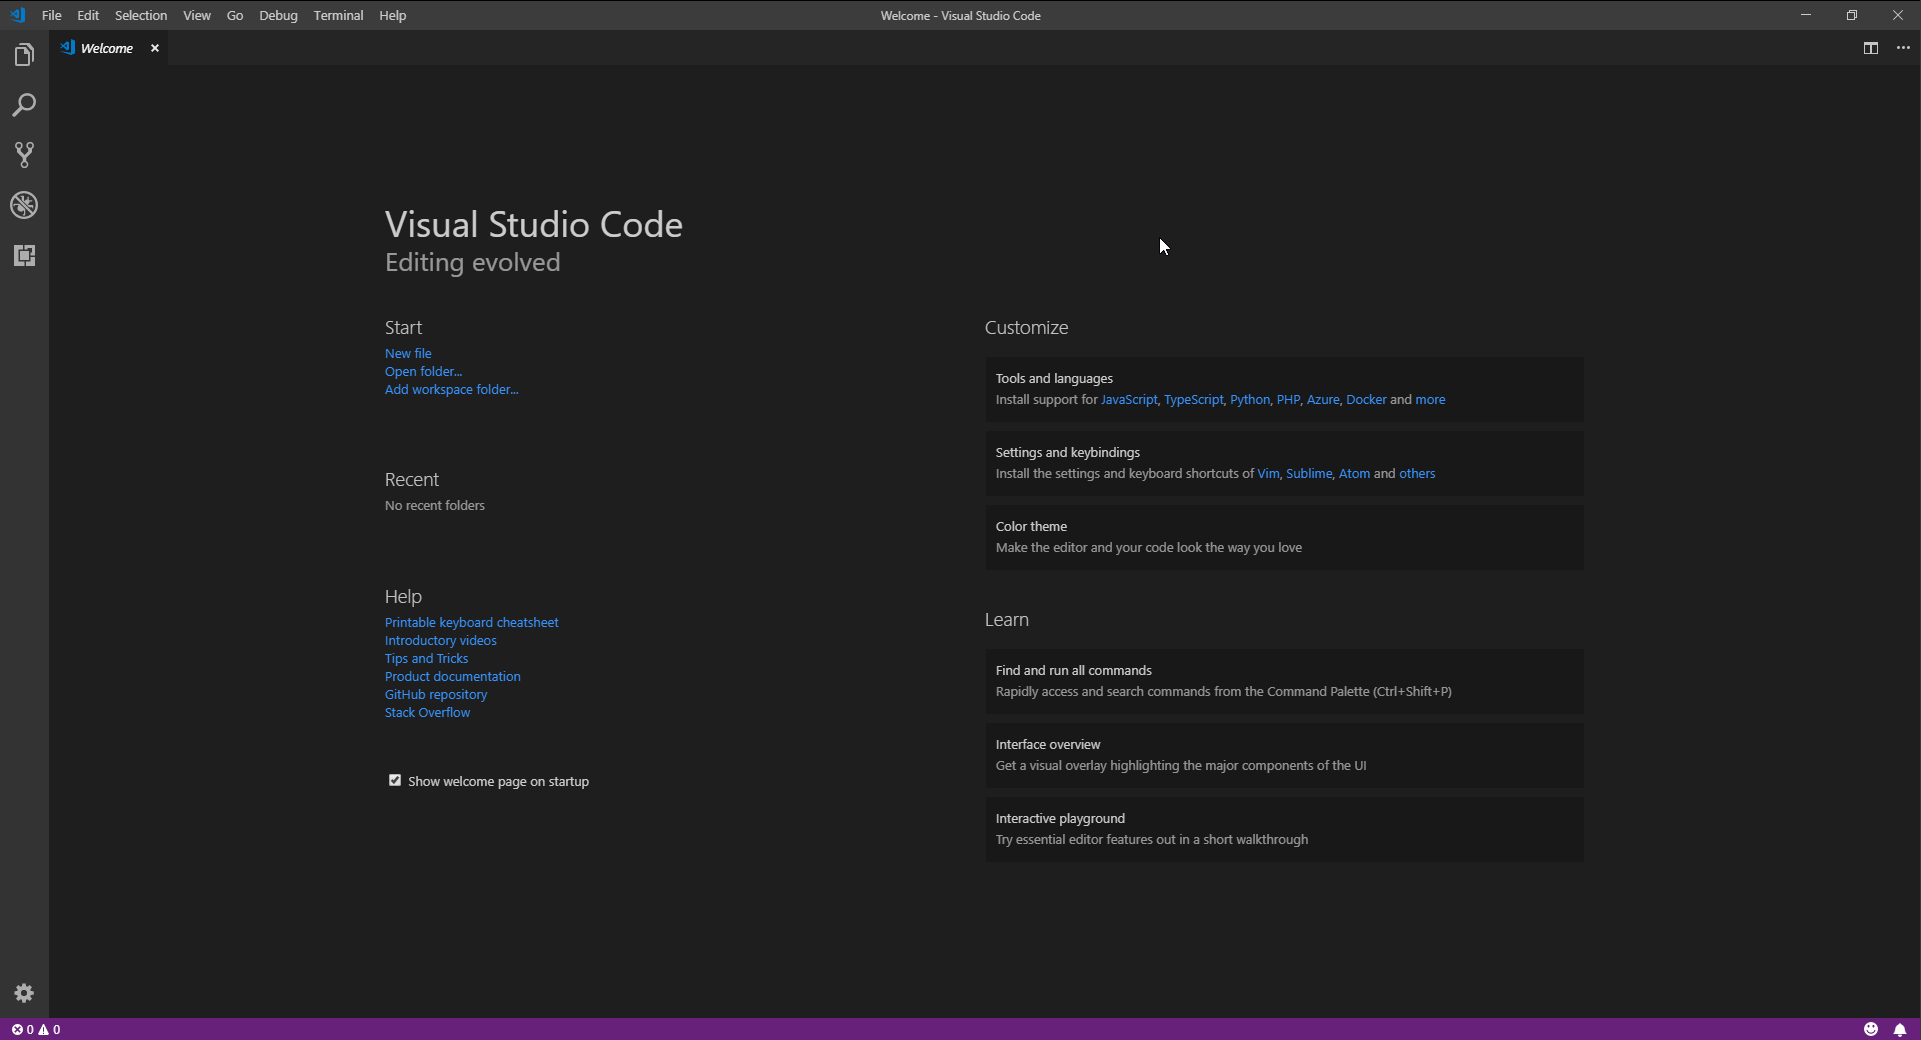 File Edit Selection View Go Debug Terminal Help
Welcome - Visual Studio Code
Welcome
Visual Studio Code
Editing evolved
Start
New file
Open folder...
Add workspace folder...
Recent
No recent folders
Help
Printable keyboard cheatsheet
Introductory videos
Tips and Tricks
Product documentation
GitHub repository
Stack Overflow
Show welcome page on startup
Customize
Tools and languages
Install support for JavaScript, TypeScript, Python, PHP, Azure, Docker and more
Settings and keybindings
Install the settings and keyboard shortcuts of Vim, Sublime, Atom and others
Color theme
Make the editor and your code look the way you love
Learn
Find and run all commands
Rapidly access and search commands from the Command Palette (Ctrl+Shift+P)
Interface overview
Get a visual overlay highlighting the major components of the UI
Interactive playground
Try essential editor features out in a short walkthrough
0 0